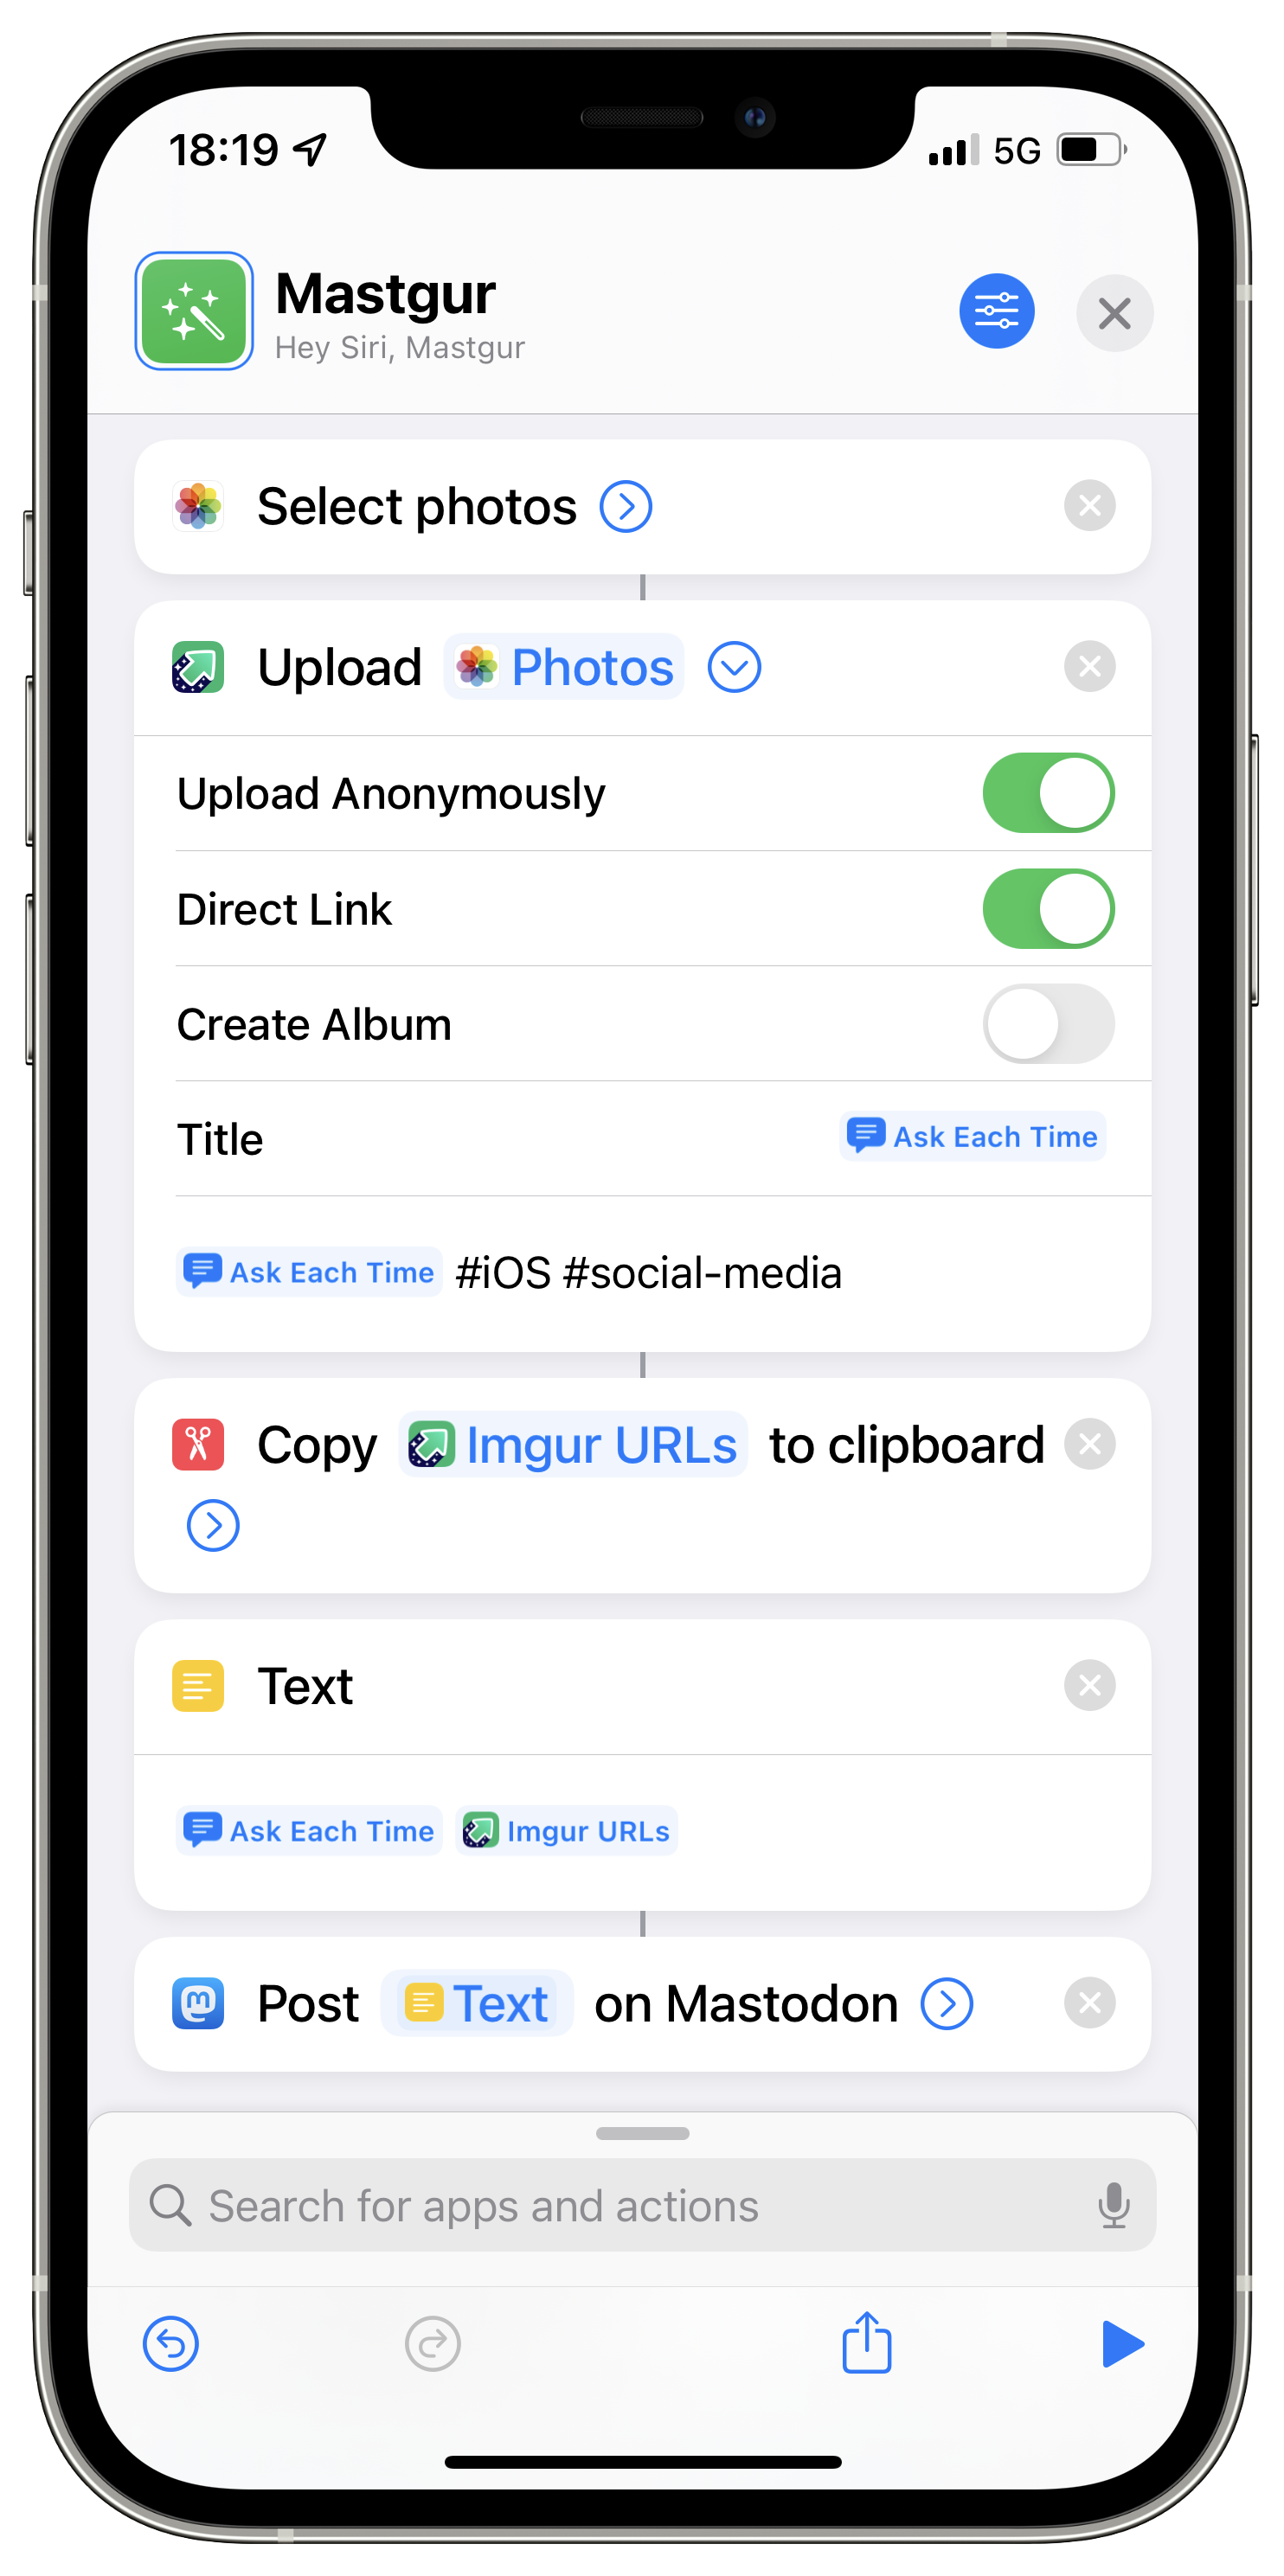 18:19 5G
Mastgur
Hey Siri, Mastgur
Select photos
Upload Photos
Upload Anonymously
Direct Link
Create Album
Title Ask Each Time
Ask Each Time #iOS #social-media
Copy Imgur URLs to clipboard
Text
Ask Each Time Imgur URLs
Post Text on Mastodon
Search for apps and actions